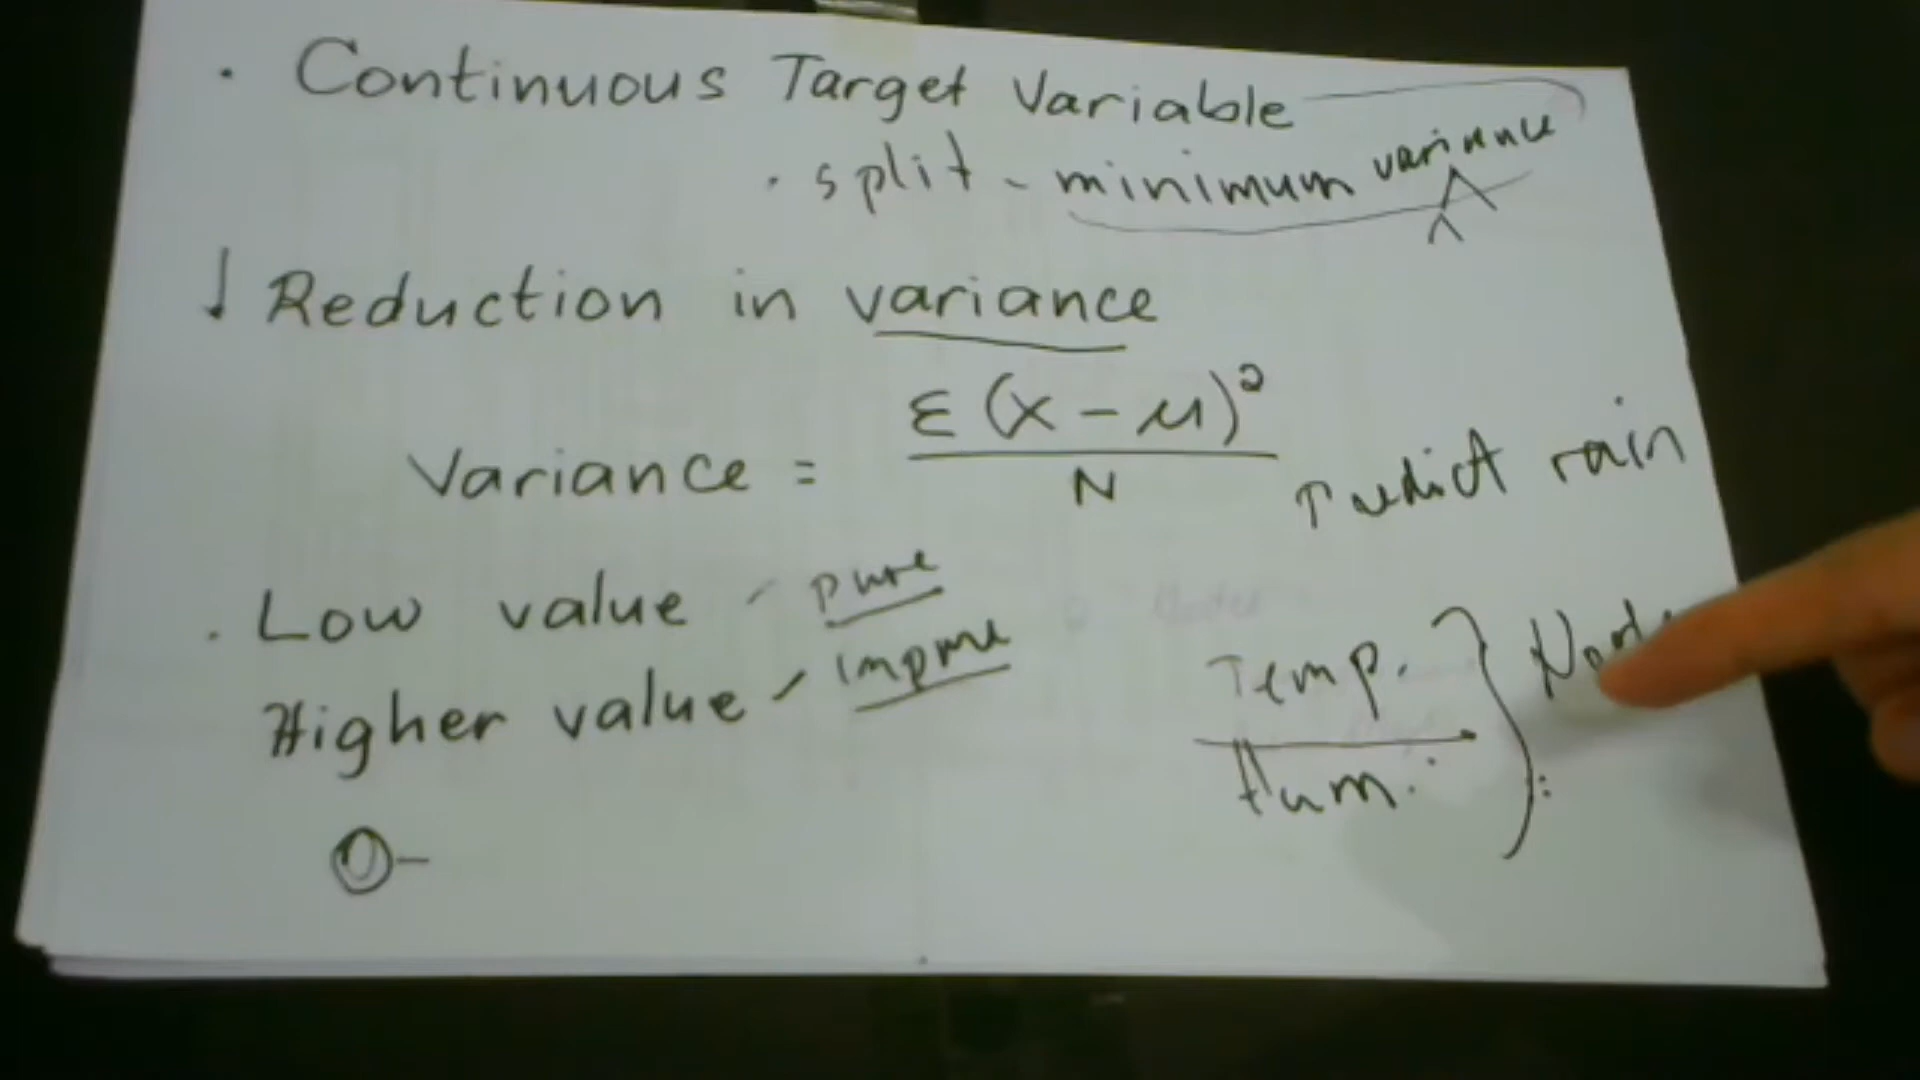 · Continuous Target Variable
· split - minimum variance
↓ Reduction in variance
Variance = Σ(x-μ)² / N
Predict rain
. Low value - pure
Higher value - impure
Temp.
Hum.
0-